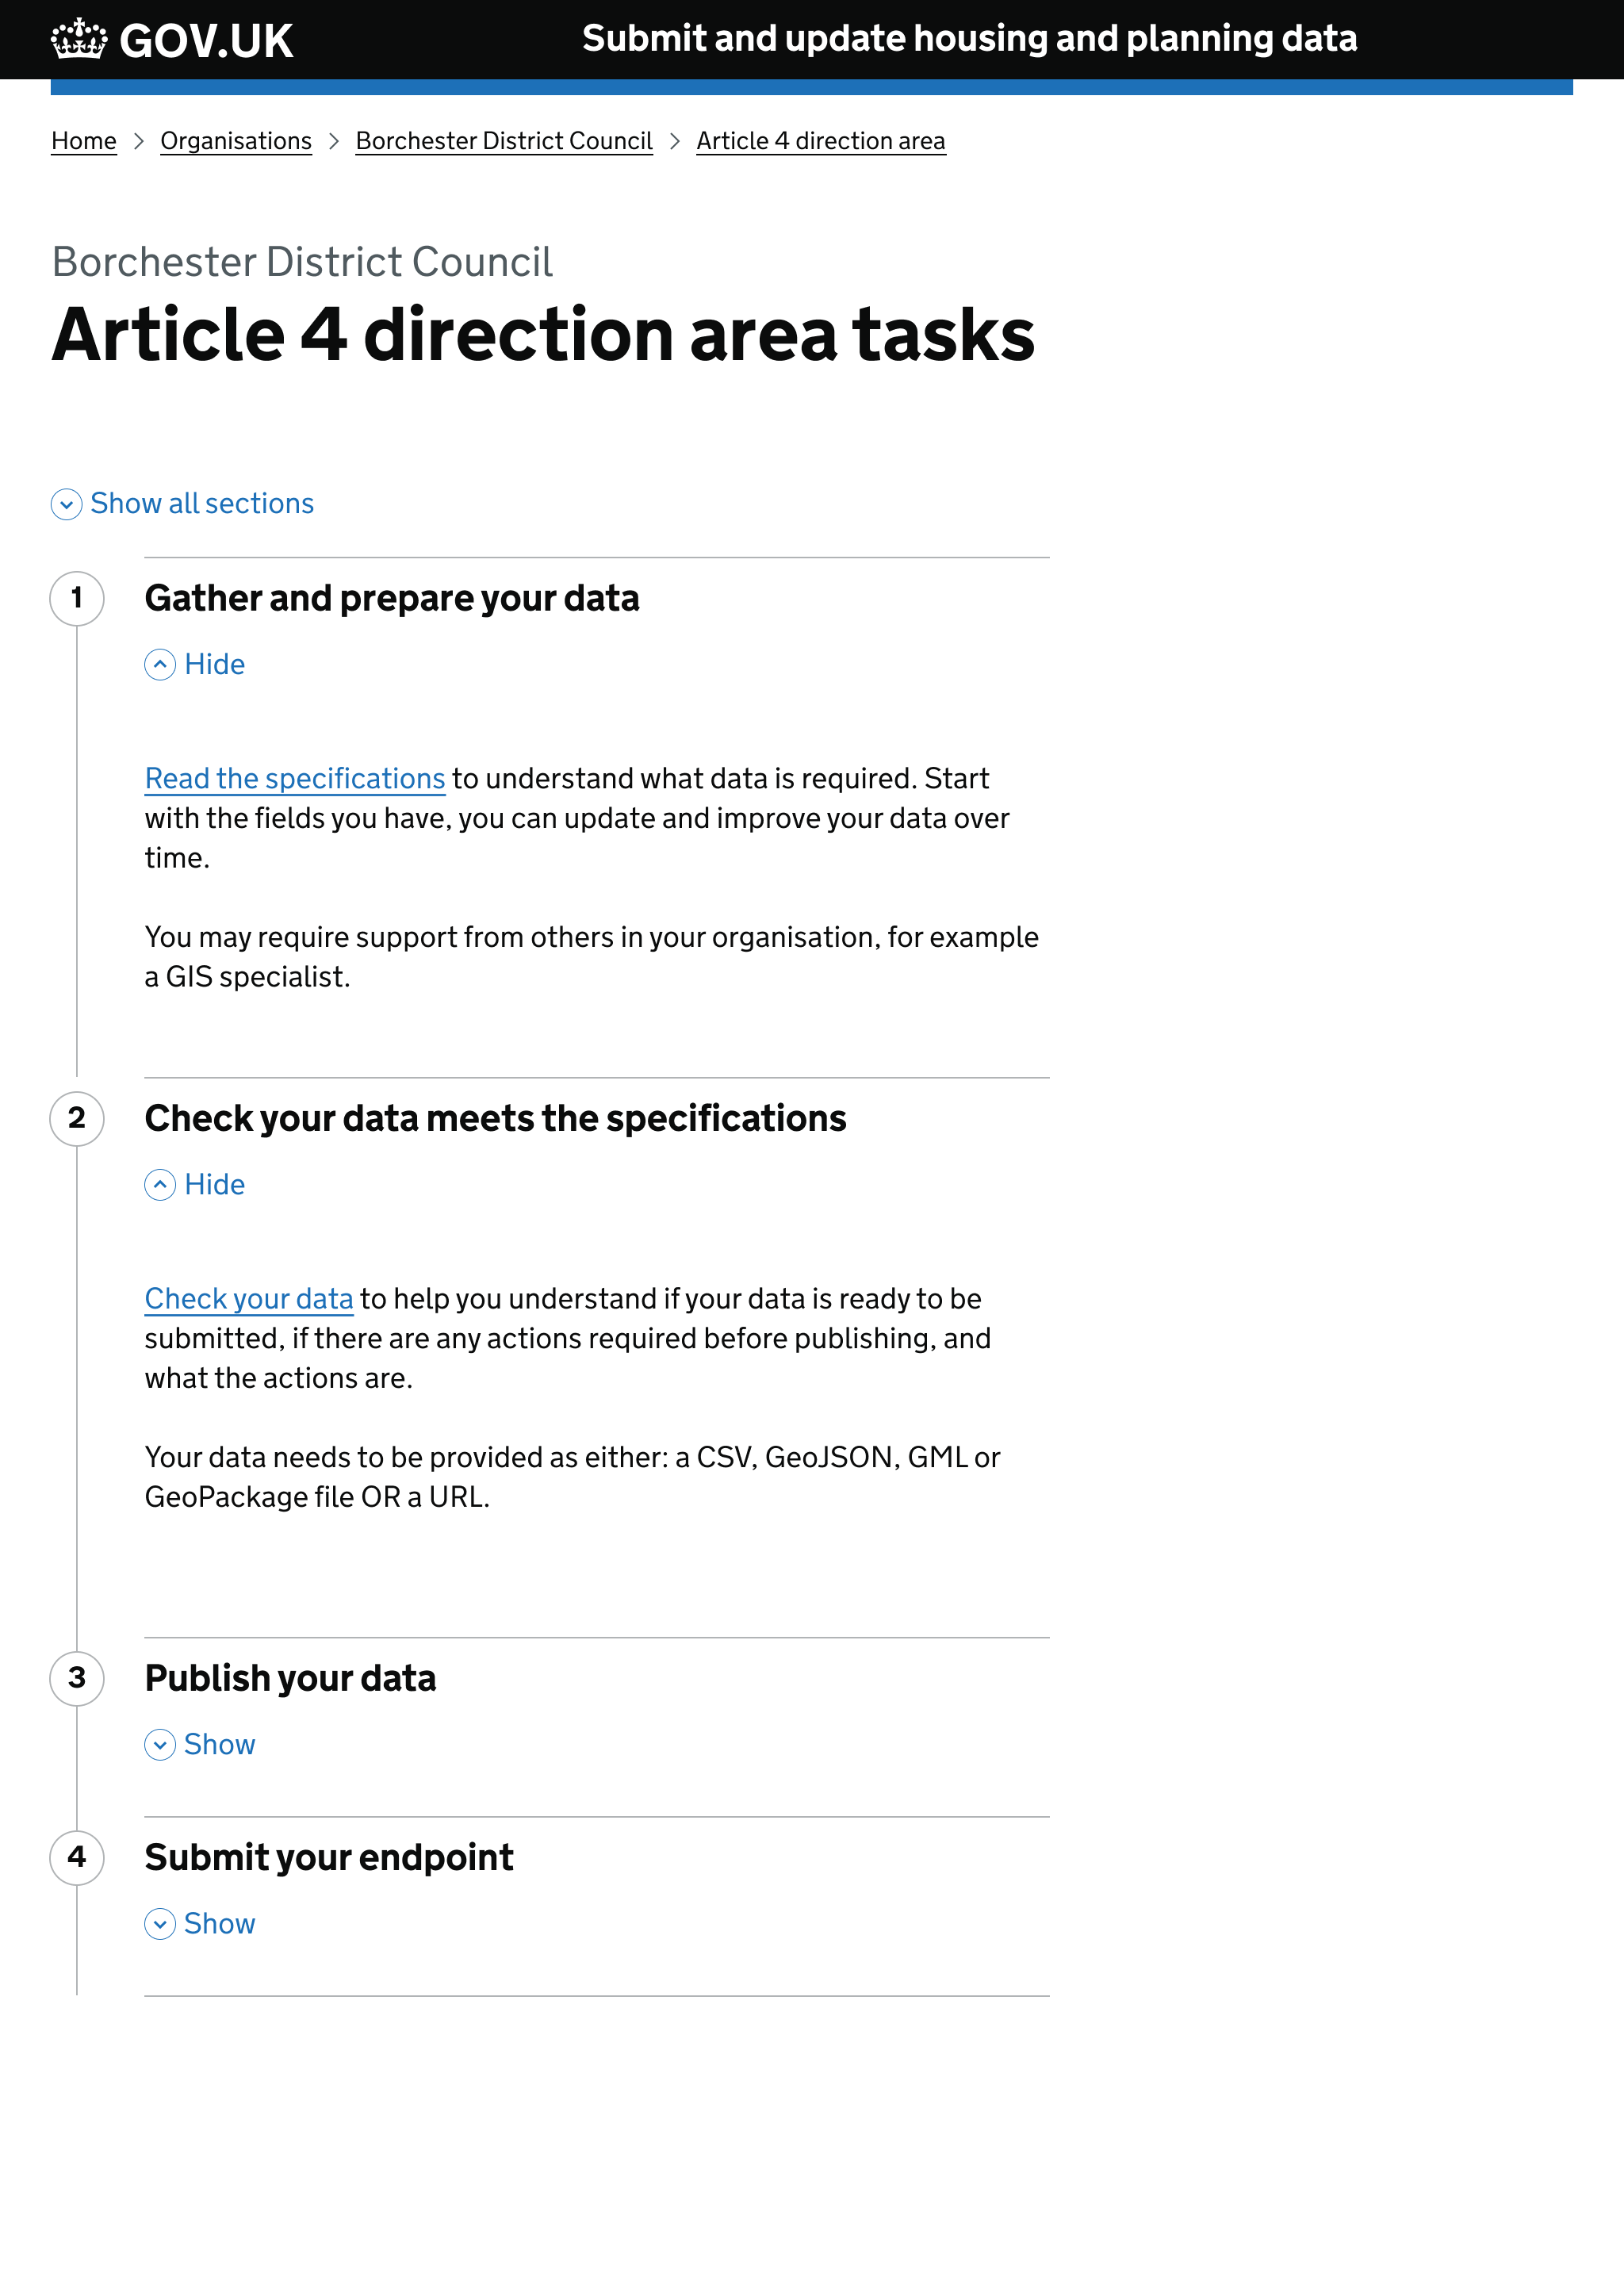 GOV.UK
Submit and update housing and planning data
Home
Organisations
Borchester District Council
Article 4 direction area
Borchester District Council
Article 4 direction area tasks
Show all sections
1
Gather and prepare your data
Hide
Read the specifications to understand what data is required. Start
with the fields you have, you can update and improve your data over
time.
You may require support from others in your organisation, for example
a GIS specialist.
2
Check your data meets the specifications
Hide
Check your data to help you understand if your data is ready to be
submitted, if there are any actions required before publishing, and
what the actions are.
Your data needs to be provided as either: a CSV, GeoJSON, GML or
GeoPackage file OR a URL.
3
Publish your data
Show
4
Submit your endpoint
Show